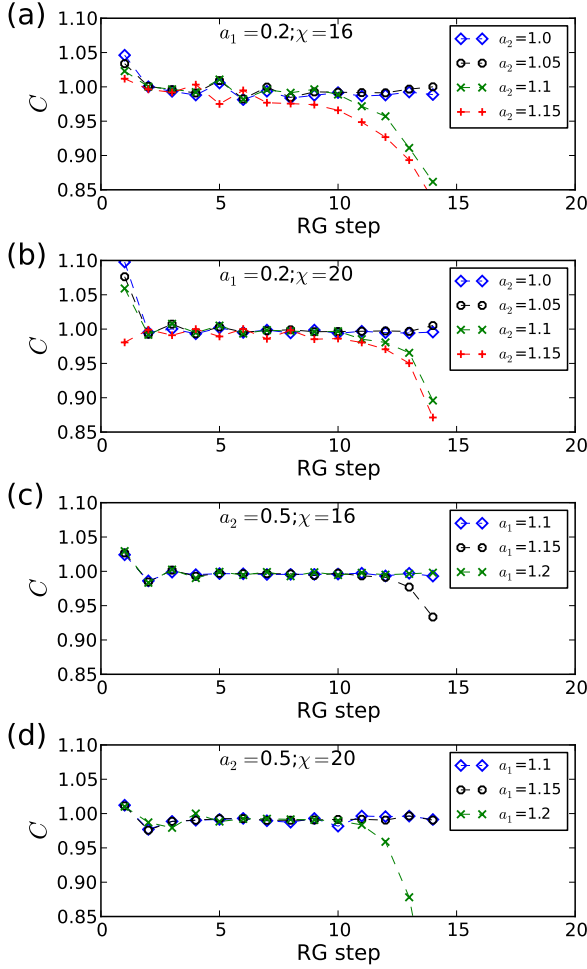 (a)
a₁ = 0.2; χ = 16
1.10
1.05
1.00
0.95
0.90
0.85
C
0 5 10 15 20
RG step
a₂=1.0
a₂=1.05
a₂=1.1
a₂=1.15
(b)
a₁ = 0.2; χ = 20
1.10
1.05
1.00
0.95
0.90
0.85
C
0 5 10 15 20
RG step
a₂=1.0
a₂=1.05
a₂=1.1
a₂=1.15
(c)
a₂ = 0.5; χ = 16
1.10
1.05
1.00
0.95
0.90
0.85
C
0 5 10 15 20
RG step
a₁=1.1
a₁=1.15
a₁=1.2
(d)
a₂ = 0.5; χ = 20
1.10
1.05
1.00
0.95
0.90
0.85
C
0 5 10 15 20
RG step
a₁=1.1
a₁=1.15
a₁=1.2